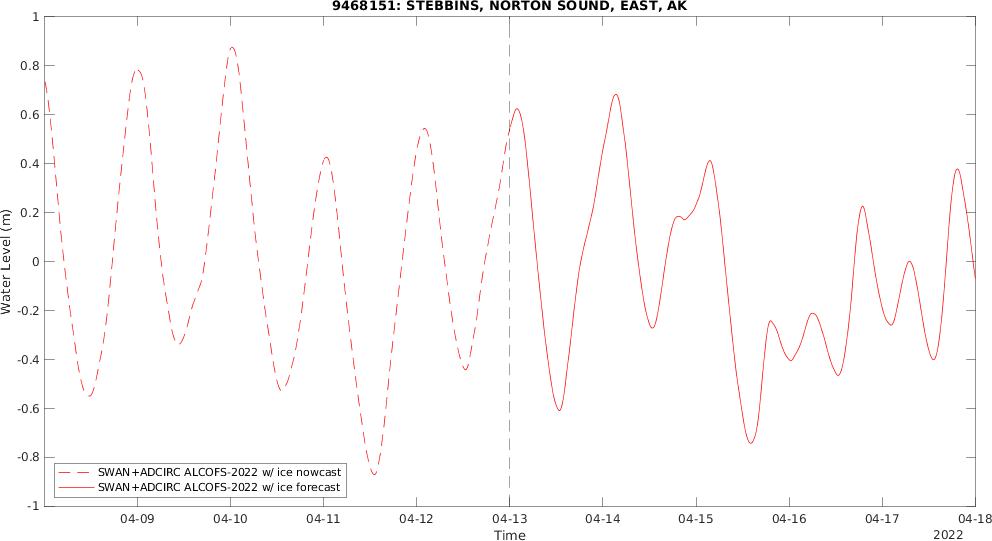 9468151: STEBBINS, NORTON SOUND, EAST, AK
1
0.8
0.6
0.4
0.2
0
-0.2
-0.4
-0.6
-0.8
-1
Water Level (m)
SWAN+ADCIRC ALCOFS-2022 w/ ice nowcast
SWAN+ADCIRC ALCOFS-2022 w/ ice forecast
04-09 04-10 04-11 04-12 04-13 04-14 04-15 04-16 04-17 04-18
Time
2022